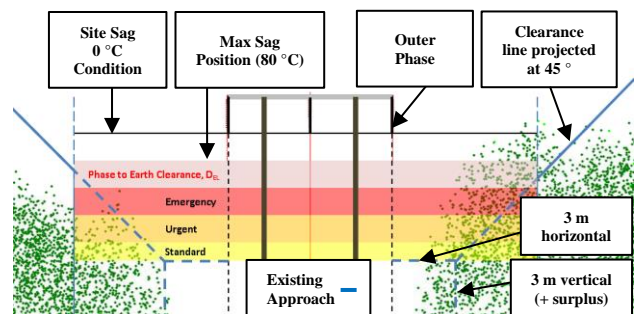 Site Sag
0 °C
Condition
Max Sag
Position (80 °C)
Outer
Phase
Clearance
line projected
at 45 °
Phase to Earth Clearance, DEL
Emergency
Urgent
Standard
3 m
horizontal
Existing
Approach
3 m vertical
(+ surplus)